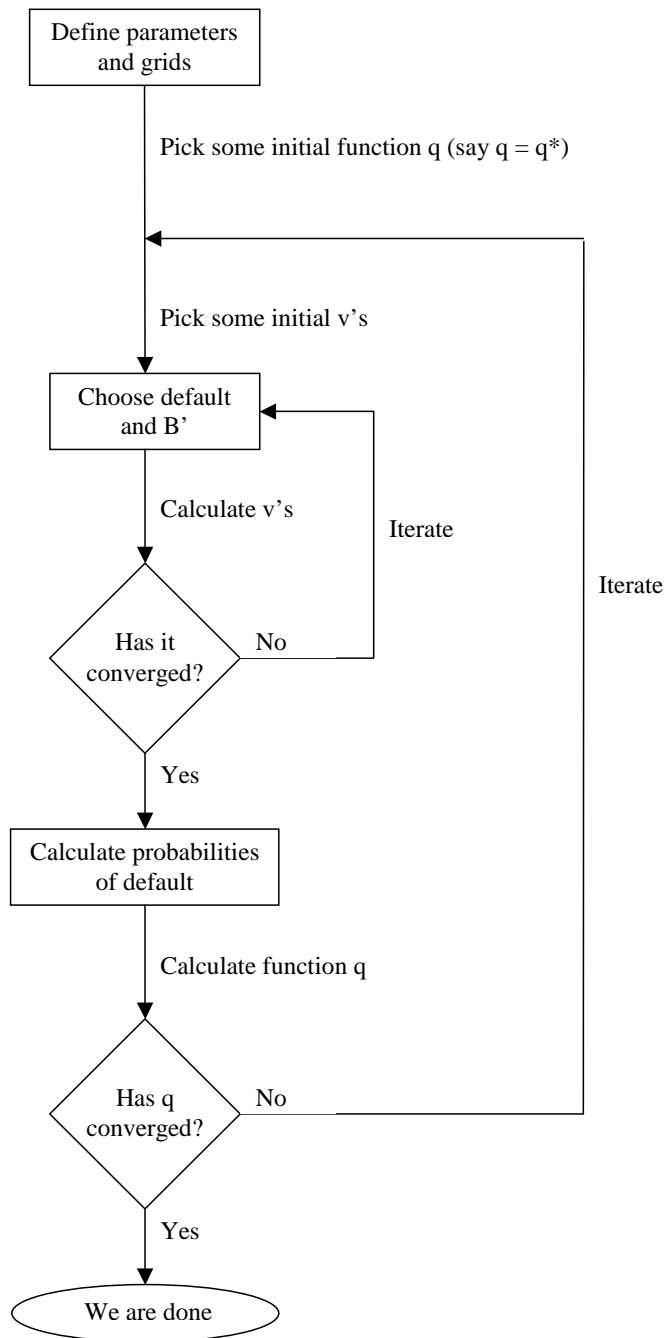 Define parameters
and grids
Pick some initial function q (say q = q*)
Pick some initial v’s
Choose default
and B’
Calculate v’s
Iterate
Iterate
Has it
converged?
No
Yes
Calculate probabilities
of default
Calculate function q
Has q
converged?
No
Yes
We are done